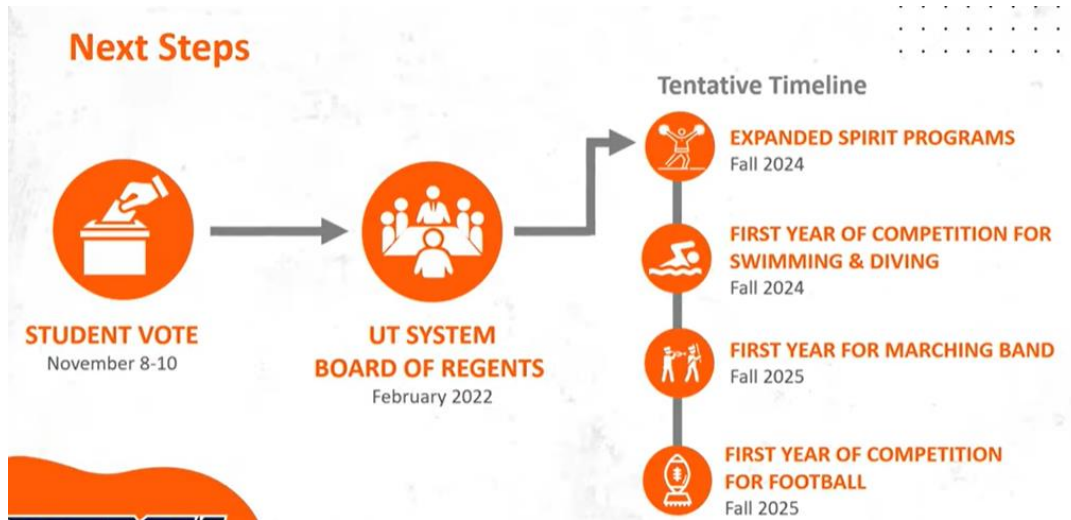 Next Steps
STUDENT VOTE
November 8-10
UT SYSTEM
BOARD OF REGENTS
February 2022
Tentative Timeline
EXPANDED SPIRIT PROGRAMS
Fall 2024
FIRST YEAR OF COMPETITION FOR
SWIMMING & DIVING
Fall 2024
FIRST YEAR FOR MARCHING BAND
Fall 2025
FIRST YEAR OF COMPETITION
FOR FOOTBALL
Fall 2025